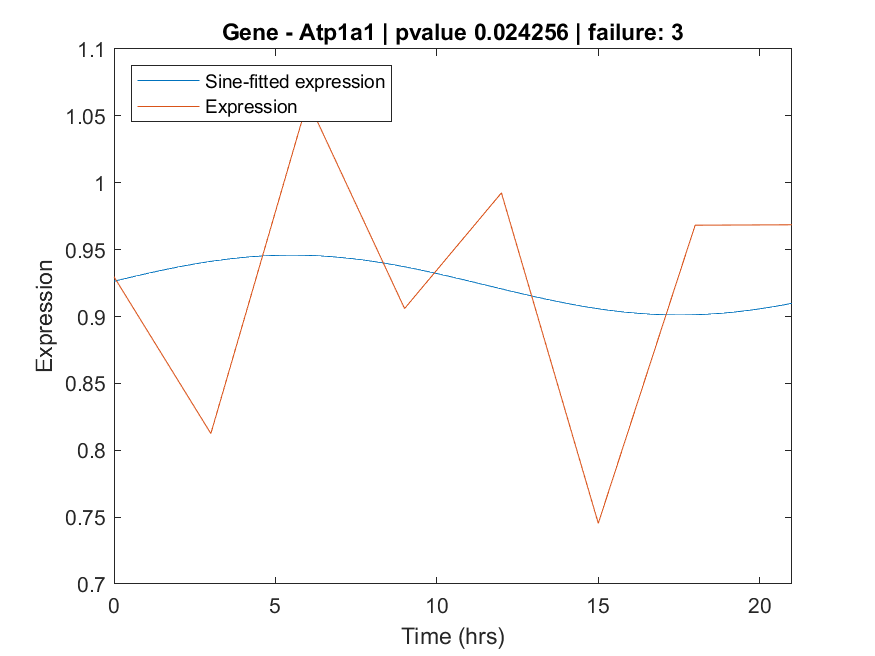 Gene - Atp1a1 | pvalue 0.024256 | failure: 3
1.1
1.05
1
0.95
0.9
0.85
0.8
0.75
0.7
Expression
Sine-fitted expression
Expression
0 5 10 15 20
Time (hrs)